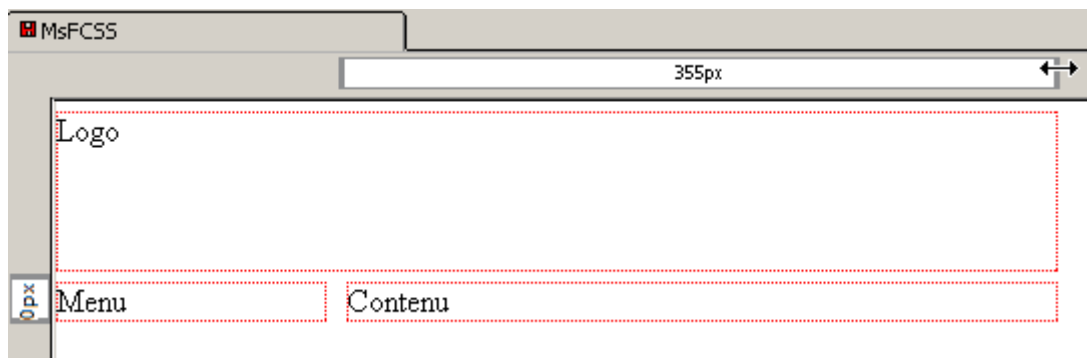 MsFCSS
355px
Logo
0px
Menu
Contenu